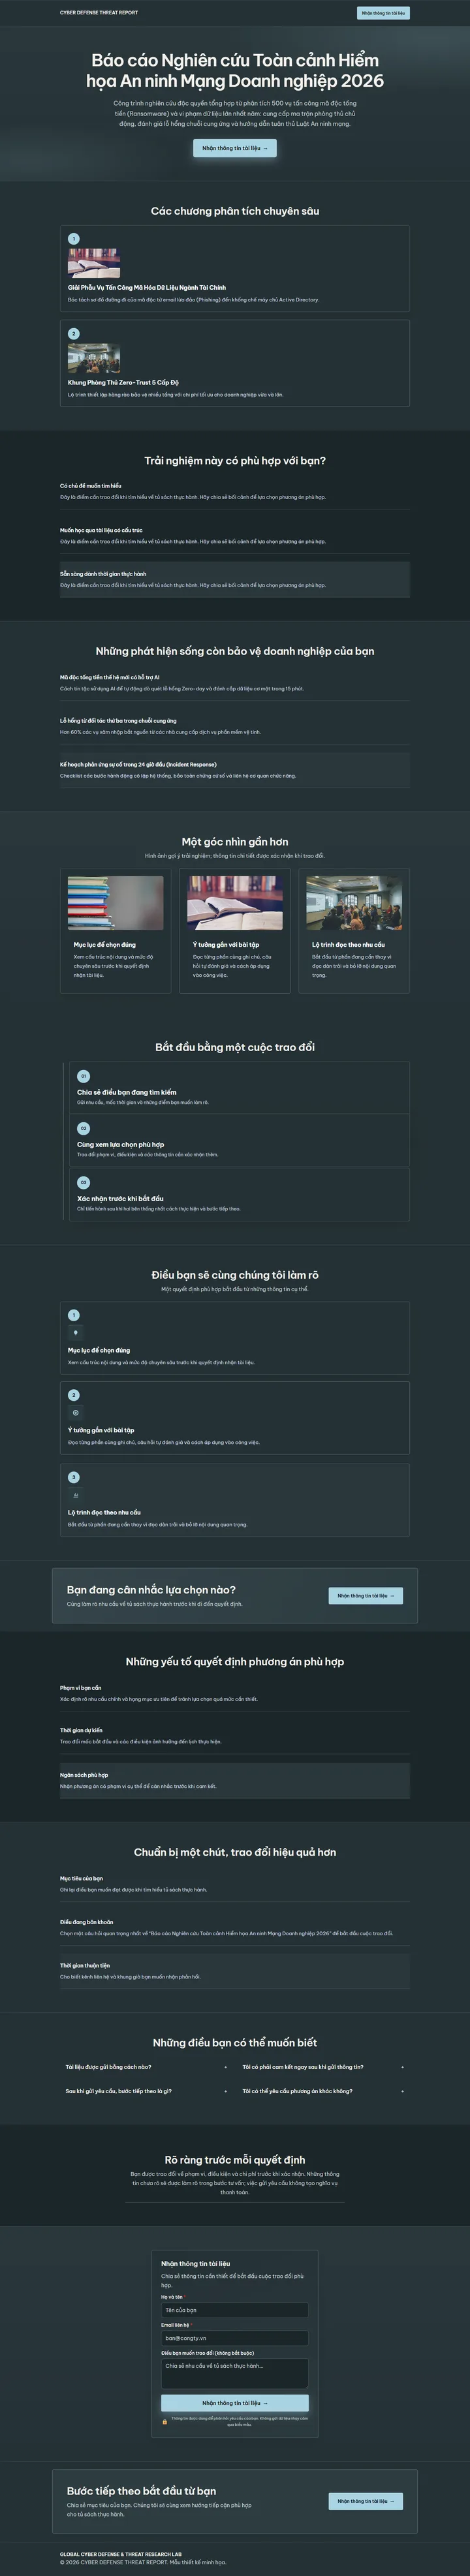 CYBER DEFENSE THREAT REPORT
Nhận thông tin tài liệu
Báo cáo Nghiên cứu Toàn cảnh Hiểm
họa An ninh Mạng Doanh nghiệp 2026
Công trình nghiên cứu độc quyền tổng hợp từ phân tích 500 vụ tấn công mã độc tống
tiền (Ransomware) và vi phạm dữ liệu lớn nhất năm: cung cấp ma trận phòng thủ chủ
động, đánh giá lỗ hổng chuỗi cung ứng và hướng dẫn tuân thủ Luật An ninh mạng.
Nhận thông tin tài liệu →
Các chương phân tích chuyên sâu
1
Giải Phẫu Vụ Tấn Công Mã Hóa Dữ Liệu Ngành Tài Chính
Bóc tách sơ đồ đường đi của mã độc từ email lừa đảo (Phishing) đến khống chế máy chủ Active Directory.
2
Khung Phòng Thủ Zero-Trust 5 Cấp Độ
Lộ trình thiết lập hàng rào bảo vệ nhiều tầng với chi phí tối ưu cho doanh nghiệp vừa và lớn.
Trải nghiệm này có phù hợp với bạn?
Có chủ đề muốn tìm hiểu
Đây là điểm cần trao đổi khi tìm hiểu về tủ sách thực hành. Hãy chia sẻ bối cảnh để lựa chọn phương án phù hợp.
Muốn học qua tài liệu có cấu trúc
Đây là điểm cần trao đổi khi tìm hiểu về tủ sách thực hành. Hãy chia sẻ bối cảnh để lựa chọn phương án phù hợp.
Sẵn sàng dành thời gian thực hành
Đây là điểm cần trao đổi khi tìm hiểu về tủ sách thực hành. Hãy chia sẻ bối cảnh để lựa chọn phương án phù hợp.
Những phát hiện sống còn bảo vệ doanh nghiệp của bạn
Mã độc tống tiền thế hệ mới có hỗ trợ AI
Cách tin tặc sử dụng AI để tự động dò quét lỗ hổng Zero-day và đánh cắp dữ liệu cơ mật trong 15 phút.
Lỗ hổng từ đối tác thứ ba trong chuỗi cung ứng
Hơn 60% các vụ xâm nhập bắt nguồn từ các nhà cung cấp dịch vụ phần mềm vệ tinh.
Kế hoạch phản ứng sự cố trong 24 giờ đầu (Incident Response)
Checklist các bước hành động cô lập hệ thống, bảo toàn chứng cứ số và liên hệ cơ quan chức năng.
Một góc nhìn gần hơn
Hình ảnh gợi ý trải nghiệm; thông tin chi tiết được xác nhận khi trao đổi.
Mục lục để chọn đúng
Xem cấu trúc nội dung và mức độ
chuyên sâu trước khi quyết định
nhận tài liệu.
Ý tưởng gắn với bài tập
Đọc từng phần cùng ghi chú, câu
hỏi tự đánh giá và cách áp dụng
vào công việc.
Lộ trình đọc theo nhu cầu
Bắt đầu từ phần đang cần thay vì
đọc dàn trải và bỏ lỡ nội dung quan
trọng.
Bắt đầu bằng một cuộc trao đổi
01
Chia sẻ điều bạn đang tìm kiếm
Gửi nhu cầu, mốc thời gian và những điểm bạn muốn làm rõ.
02
Cùng xem lựa chọn phù hợp
Trao đổi phạm vi, điều kiện và các thông tin cần xác nhận thêm.
03
Xác nhận trước khi bắt đầu
Chỉ tiến hành sau khi hai bên thống nhất cách thực hiện và bước tiếp theo.
Điều bạn sẽ cùng chúng tôi làm rõ
Một quyết định phù hợp bắt đầu từ những thông tin cụ thể.
1
Mục lục để chọn đúng
Xem cấu trúc nội dung và mức độ chuyên sâu trước khi quyết định nhận tài liệu.
2
Ý tưởng gắn với bài tập
Đọc từng phần cùng ghi chú, câu hỏi tự đánh giá và cách áp dụng vào công việc.
3
Lộ trình đọc theo nhu cầu
Bắt đầu từ phần đang cần thay vì đọc dàn trải và bỏ lỡ nội dung quan trọng.
Bạn đang cân nhắc lựa chọn nào?
Cùng làm rõ nhu cầu về tủ sách thực hành trước khi đi đến quyết định.
Nhận thông tin tài liệu →
Những yếu tố quyết định phương án phù hợp
Phạm vi bạn cần
Xác định rõ nhu cầu chính và hạng mục ưu tiên để tránh lựa chọn quá mức cần thiết.
Thời gian dự kiến
Trao đổi mốc bắt đầu và các điều kiện ảnh hưởng đến lịch thực hiện.
Ngân sách phù hợp
Nhận phương án có phạm vi cụ thể để cân nhắc trước khi cam kết.
Chuẩn bị một chút, trao đổi hiệu quả hơn
Mục tiêu của bạn
Ghi lại điều bạn muốn đạt được khi tìm hiểu tủ sách thực hành.
Điều đang băn khoăn
Chọn một câu hỏi quan trọng nhất về “Báo cáo Nghiên cứu Toàn cảnh Hiểm họa An ninh Mạng Doanh nghiệp 2026” để bắt đầu cuộc trao đổi.
Thời gian thuận tiện
Cho biết kênh liên hệ và khung giờ bạn muốn nhận phản hồi.
Những điều bạn có thể muốn biết
Tài liệu được gửi bằng cách nào? +
Tôi có phải cam kết ngay sau khi gửi thông tin? +
Sau khi gửi yêu cầu, bước tiếp theo là gì? +
Tôi có thể yêu cầu phương án khác không? +
Rõ ràng trước mỗi quyết định
Bạn được trao đổi về phạm vi, điều kiện và chi phí trước khi xác nhận. Những thông
tin chưa rõ sẽ được làm rõ trong bước tư vấn; việc gửi yêu cầu không tạo nghĩa vụ
thanh toán.
Nhận thông tin tài liệu
Chia sẻ thông tin cần thiết để bắt đầu cuộc trao đổi phù
hợp.
Họ và tên *
Tên của bạn
Email liên hệ *
ban@congty.vn
Điều bạn muốn trao đổi (không bắt buộc)
Chia sẻ nhu cầu về tủ sách thực hành...
Nhận thông tin tài liệu →
Thông tin được dùng để phản hồi yêu cầu của bạn. Không gửi dữ liệu nhạy cảm
qua biểu mẫu.
Bước tiếp theo bắt đầu từ bạn
Chia sẻ mục tiêu của bạn. Chúng tôi sẽ cùng xem hướng tiếp cận phù hợp
cho tủ sách thực hành.
Nhận thông tin tài liệu →
GLOBAL CYBER DEFENSE & THREAT RESEARCH LAB
© 2026 CYBER DEFENSE THREAT REPORT. Mẫu thiết kế minh họa.